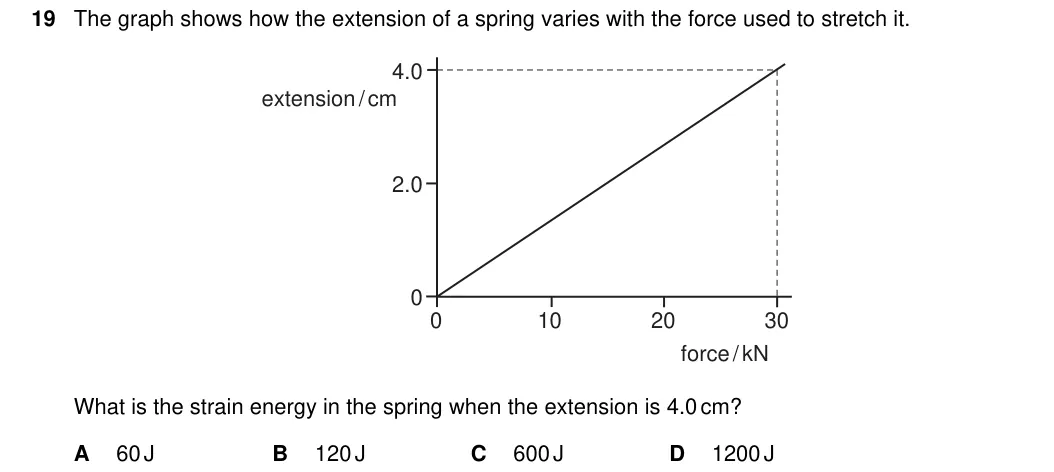 19 The graph shows how the extension of a spring varies with the force used to stretch it.
4.0
extension / cm
2.0
0
0 10 20 30
force / kN
What is the strain energy in the spring when the extension is 4.0 cm?
A 60 J B 120 J C 600 J D 1200 J